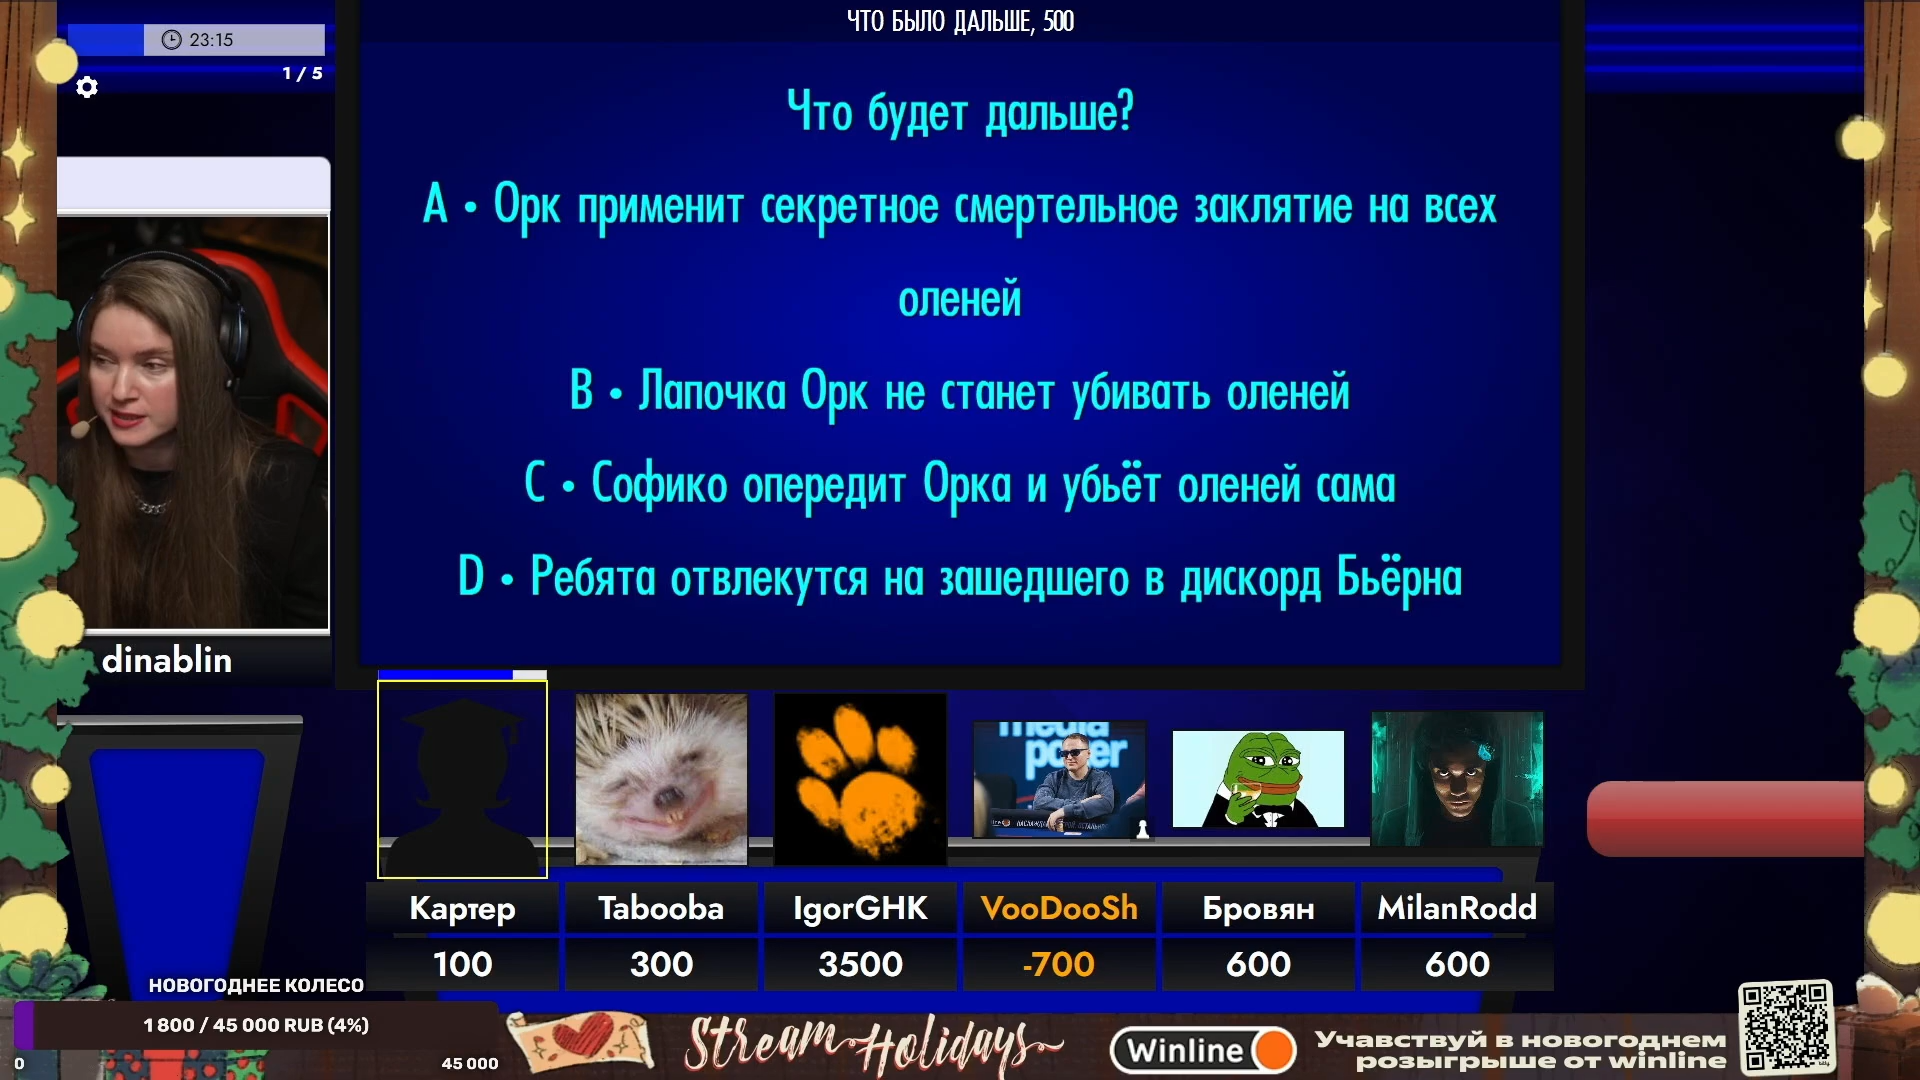 ЧТО БЫЛО ДАЛЬШЕ, 500
23:15
1 / 5
Что будет дальше?
A • Орк применит секретное смертельное заклятие на всех
оленей
B • Лапочка Орк не станет убивать оленей
C • Софико опередит Орка и убьёт оленей сама
D • Ребята отвлекутся на зашедшего в дискорд Бьёрна
dinablin
media
poker
Картер
Tabooba
IgorGHK
VooDooSh
Бровян
MilanRodd
100
300
3500
-700
600
600
НОВОГОДНЕЕ КОЛЕСО
1 800 / 45 000 RUB (4%)
0
45 000
Stream Holidays
Winline
Учавствуй в новогоднем
розыгрыше от winline